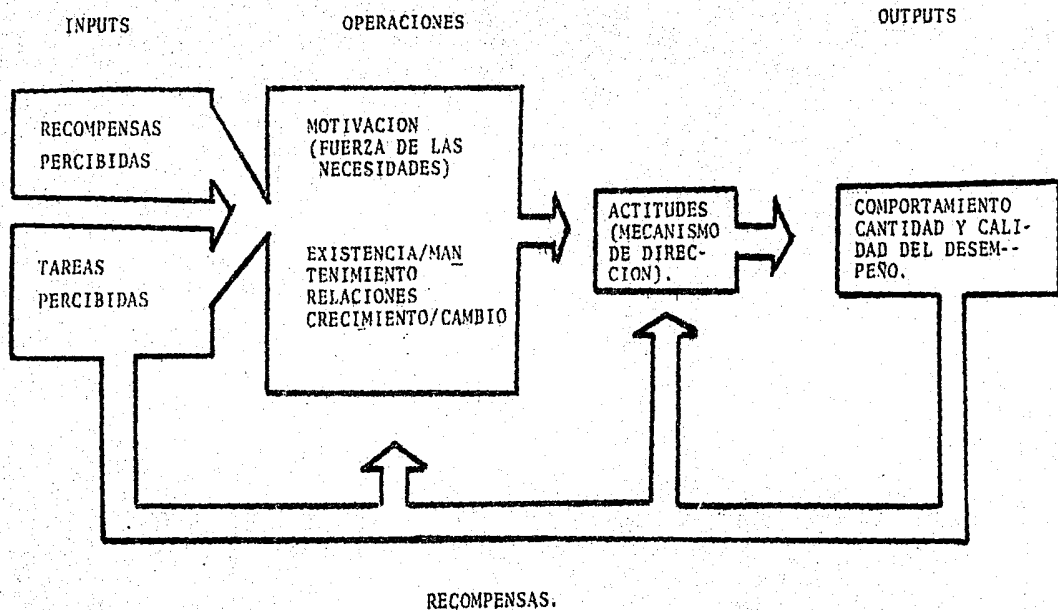 INPUTS
OPERACIONES
OUTPUTS
RECOMPENSAS
PERCIBIDAS
TAREAS
PERCIBIDAS
MOTIVACION
(FUERZA DE LAS
NECESIDADES)
EXISTENCIA/MAN
TENIMIENTO
RELACIONES
CRECIMIENTO/CAMBIO
ACTITUDES
(MECANISMO
DE DIREC-
CION).
COMPORTAMIENTO
CANTIDAD Y CALI-
DAD DEL DESEM--
PEÑO.
RECOMPENSAS.